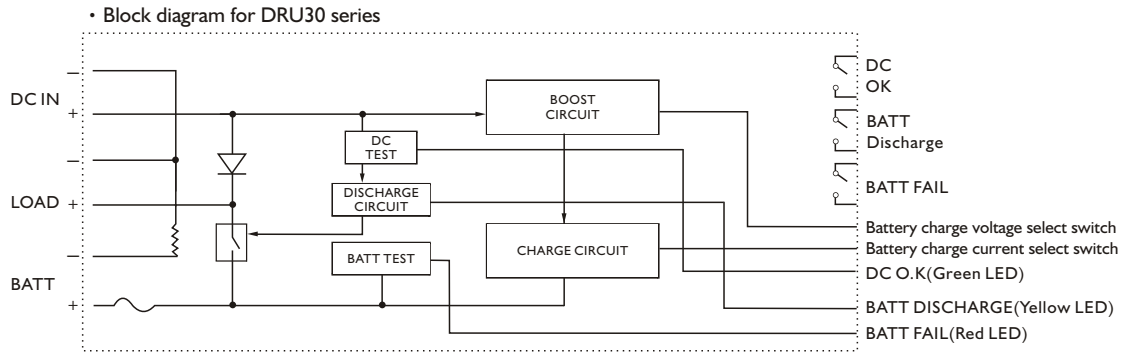 • Block diagram for DRU30 series
DC IN
−
+
LOAD
−
+
BATT
−
+
BOOST
CIRCUIT
DC
TEST
DISCHARGE
CIRCUIT
BATT TEST
CHARGE CIRCUIT
DC
OK
BATT
Discharge
BATT FAIL
Battery charge voltage select switch
Battery charge current select switch
DC O.K(Green LED)
BATT DISCHARGE(Yellow LED)
BATT FAIL(Red LED)